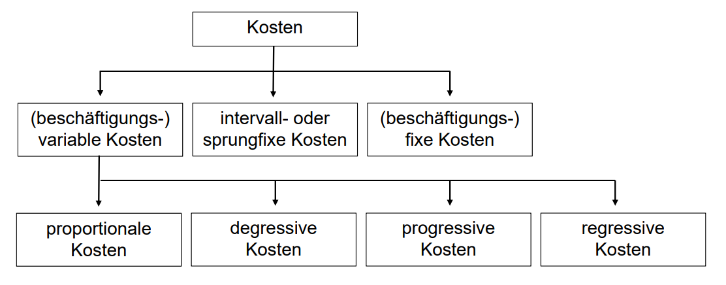 Kosten
(beschäftigungs-)
variable Kosten
intervall- oder
sprungfixe Kosten
(beschäftigungs-)
fixe Kosten
proportionale
Kosten
degressive
Kosten
progressive
Kosten
regressive
Kosten